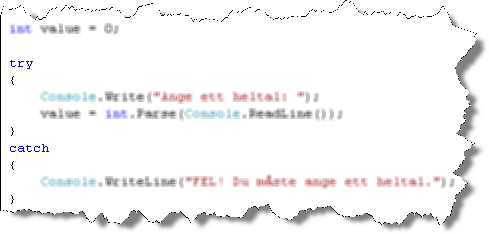 int value = 0;
try
{
Console.Write("Ange ett heltal: ");
value = int.Parse(Console.ReadLine());
}
catch
{
Console.WriteLine("FEL! Du måste ange ett heltal.");
}